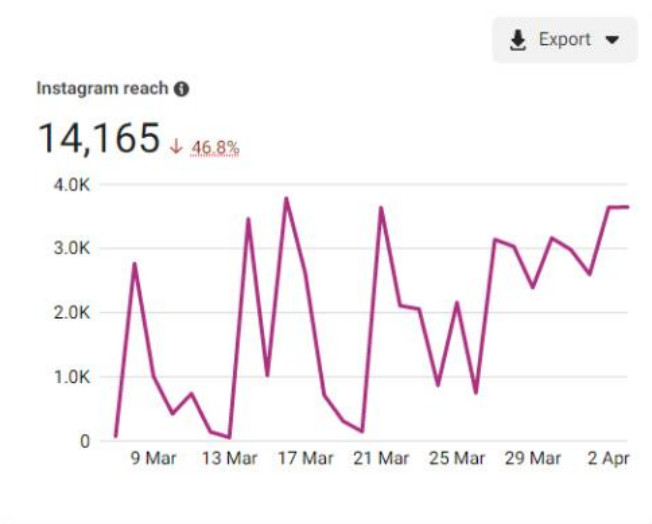 Export
Instagram reach
14,165 ↓ 46.8%
4.0K
3.0K
2.0K
1.0K
0
9 Mar 13 Mar 17 Mar 21 Mar 25 Mar 29 Mar 2 Apr